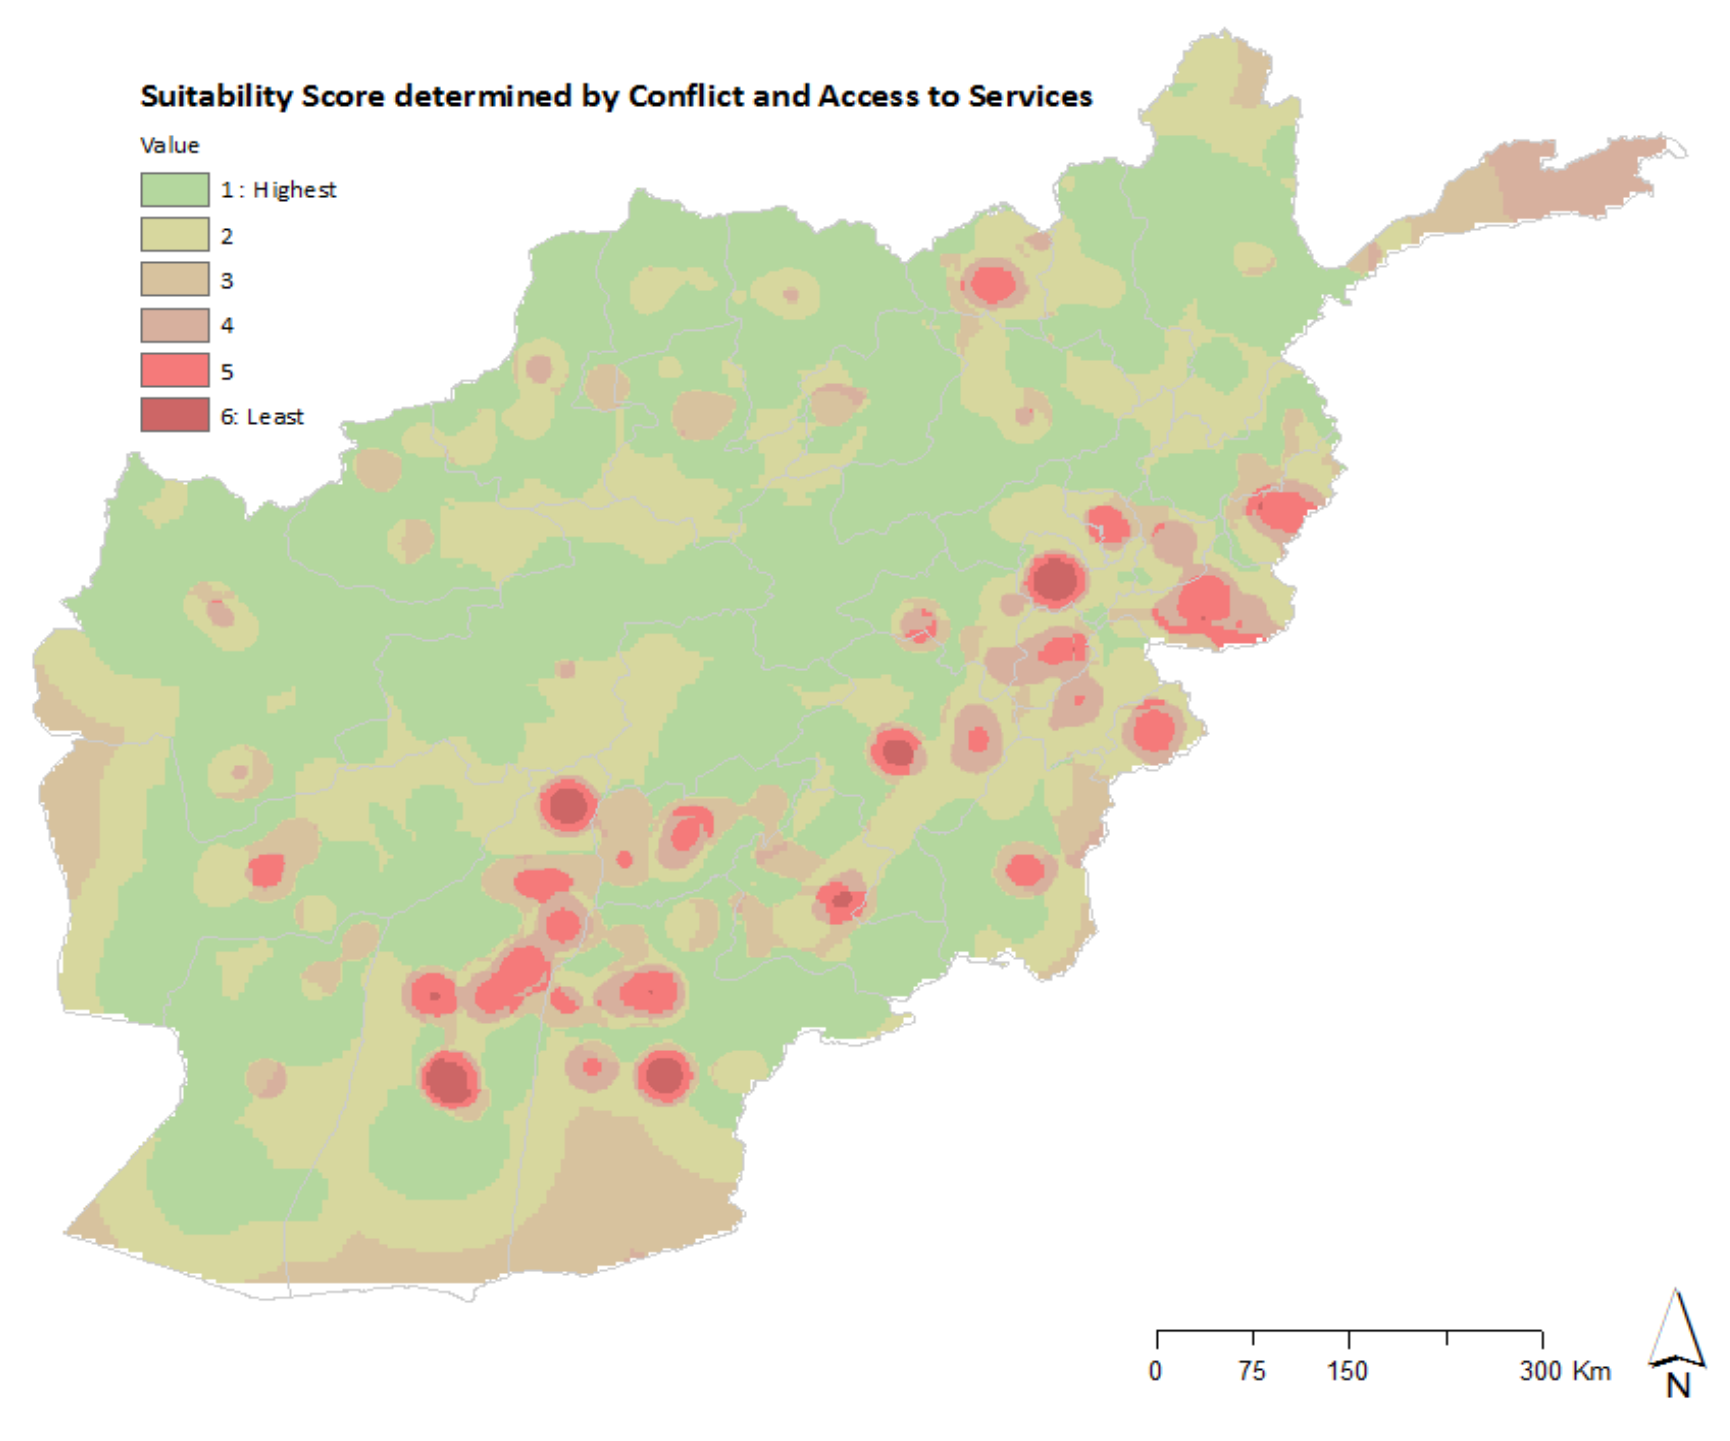 Suitability Score determined by Conflict and Access to Services
Value
1 : Highest
2
3
4
5
6: Least
0 75 150 300 Km
N